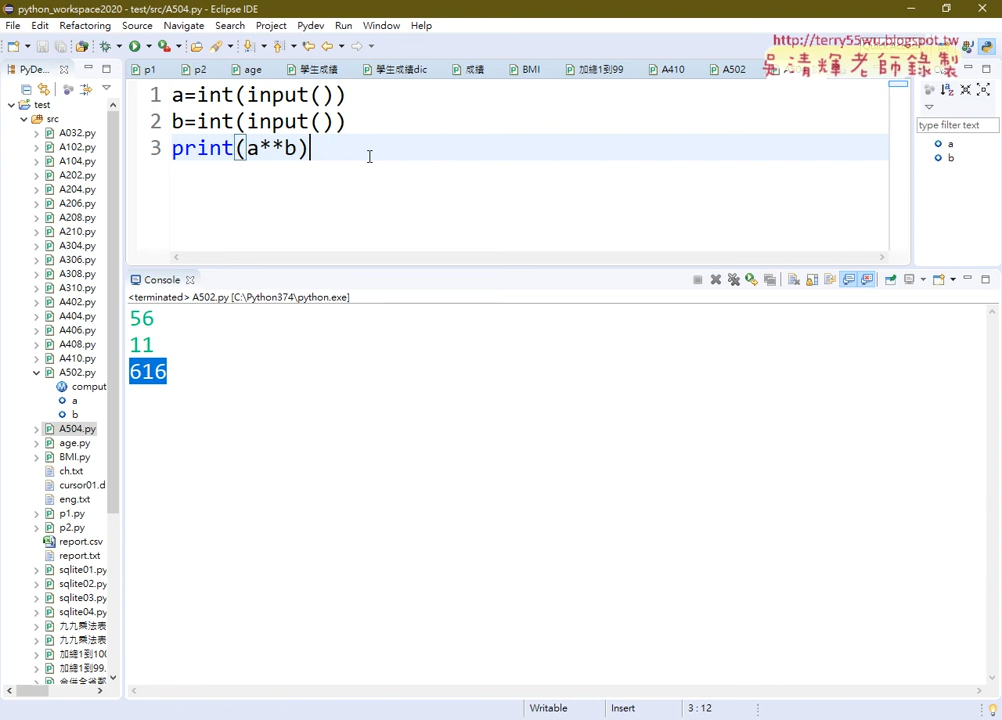 python_workspace2020 - test/src/A504.py - Eclipse IDE
File Edit Refactoring Source Navigate Search Project Pydev Run Window Help
http://terry55wu.blogspot.tw
吳清輝老師錄製
PyDe...
p1 p2 age 學生成績 學生成績dic 成績 BMI 加總1到99 A410 A502
test
src
A032.py
A102.py
A104.py
A202.py
A204.py
A206.py
A208.py
A210.py
A304.py
A306.py
A308.py
A310.py
A402.py
A404.py
A406.py
A408.py
A410.py
A502.py
comput
a
b
A504.py
age.py
BMI.py
ch.txt
cursor01.d
eng.txt
p1.py
p2.py
report.csv
report.txt
sqlite01.py
sqlite02.py
sqlite03.py
sqlite04.py
九九乘法表
九九乘法表
加總1到100
加總1到99.
1 a=int(input())
2 b=int(input())
3 print(a**b)
type filter text
a
b
Console
<terminated> A502.py [C:\Python374\python.exe]
56
11
616
Writable Insert 3 : 12